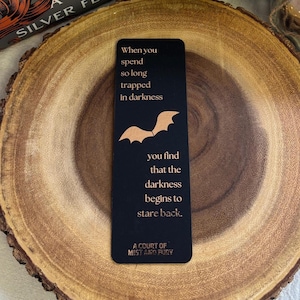 SILVER F
When you
spend
so long
trapped
in darkness
you find
that the
darkness
begins to
stare back.
A COURT OF
MIST AND FURY